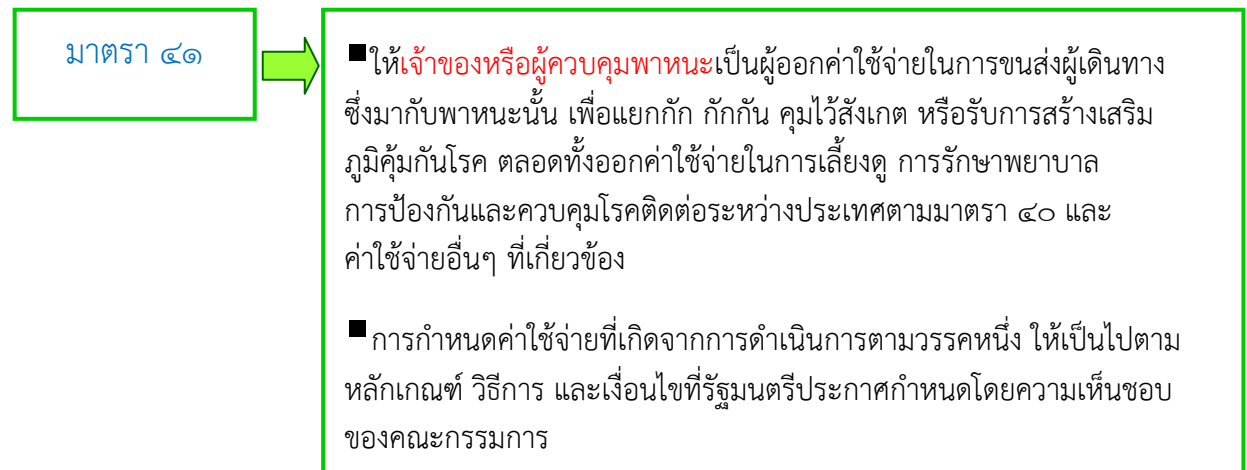 มาตรา ๔๑
■ให้เจ้าของหรือผู้ควบคุมพาหนะเป็นผู้ออกค่าใช้จ่ายในการขนส่งผู้เดินทาง
ซึ่งมากับพาหนะนั้น เพื่อแยกกัก กักกัน คุมไว้สังเกต หรือรับการสร้างเสริม
ภูมิคุ้มกันโรค ตลอดทั้งออกค่าใช้จ่ายในการเลี้ยงดู การรักษาพยาบาล
การป้องกันและควบคุมโรคติดต่อระหว่างประเทศตามมาตรา ๔๐ และ
ค่าใช้จ่ายอื่นๆ ที่เกี่ยวข้อง
■การกำหนดค่าใช้จ่ายที่เกิดจากการดำเนินการตามวรรคหนึ่ง ให้เป็นไปตาม
หลักเกณฑ์ วิธีการ และเงื่อนไขที่รัฐมนตรีประกาศกำหนดโดยความเห็นชอบ
ของคณะกรรมการ